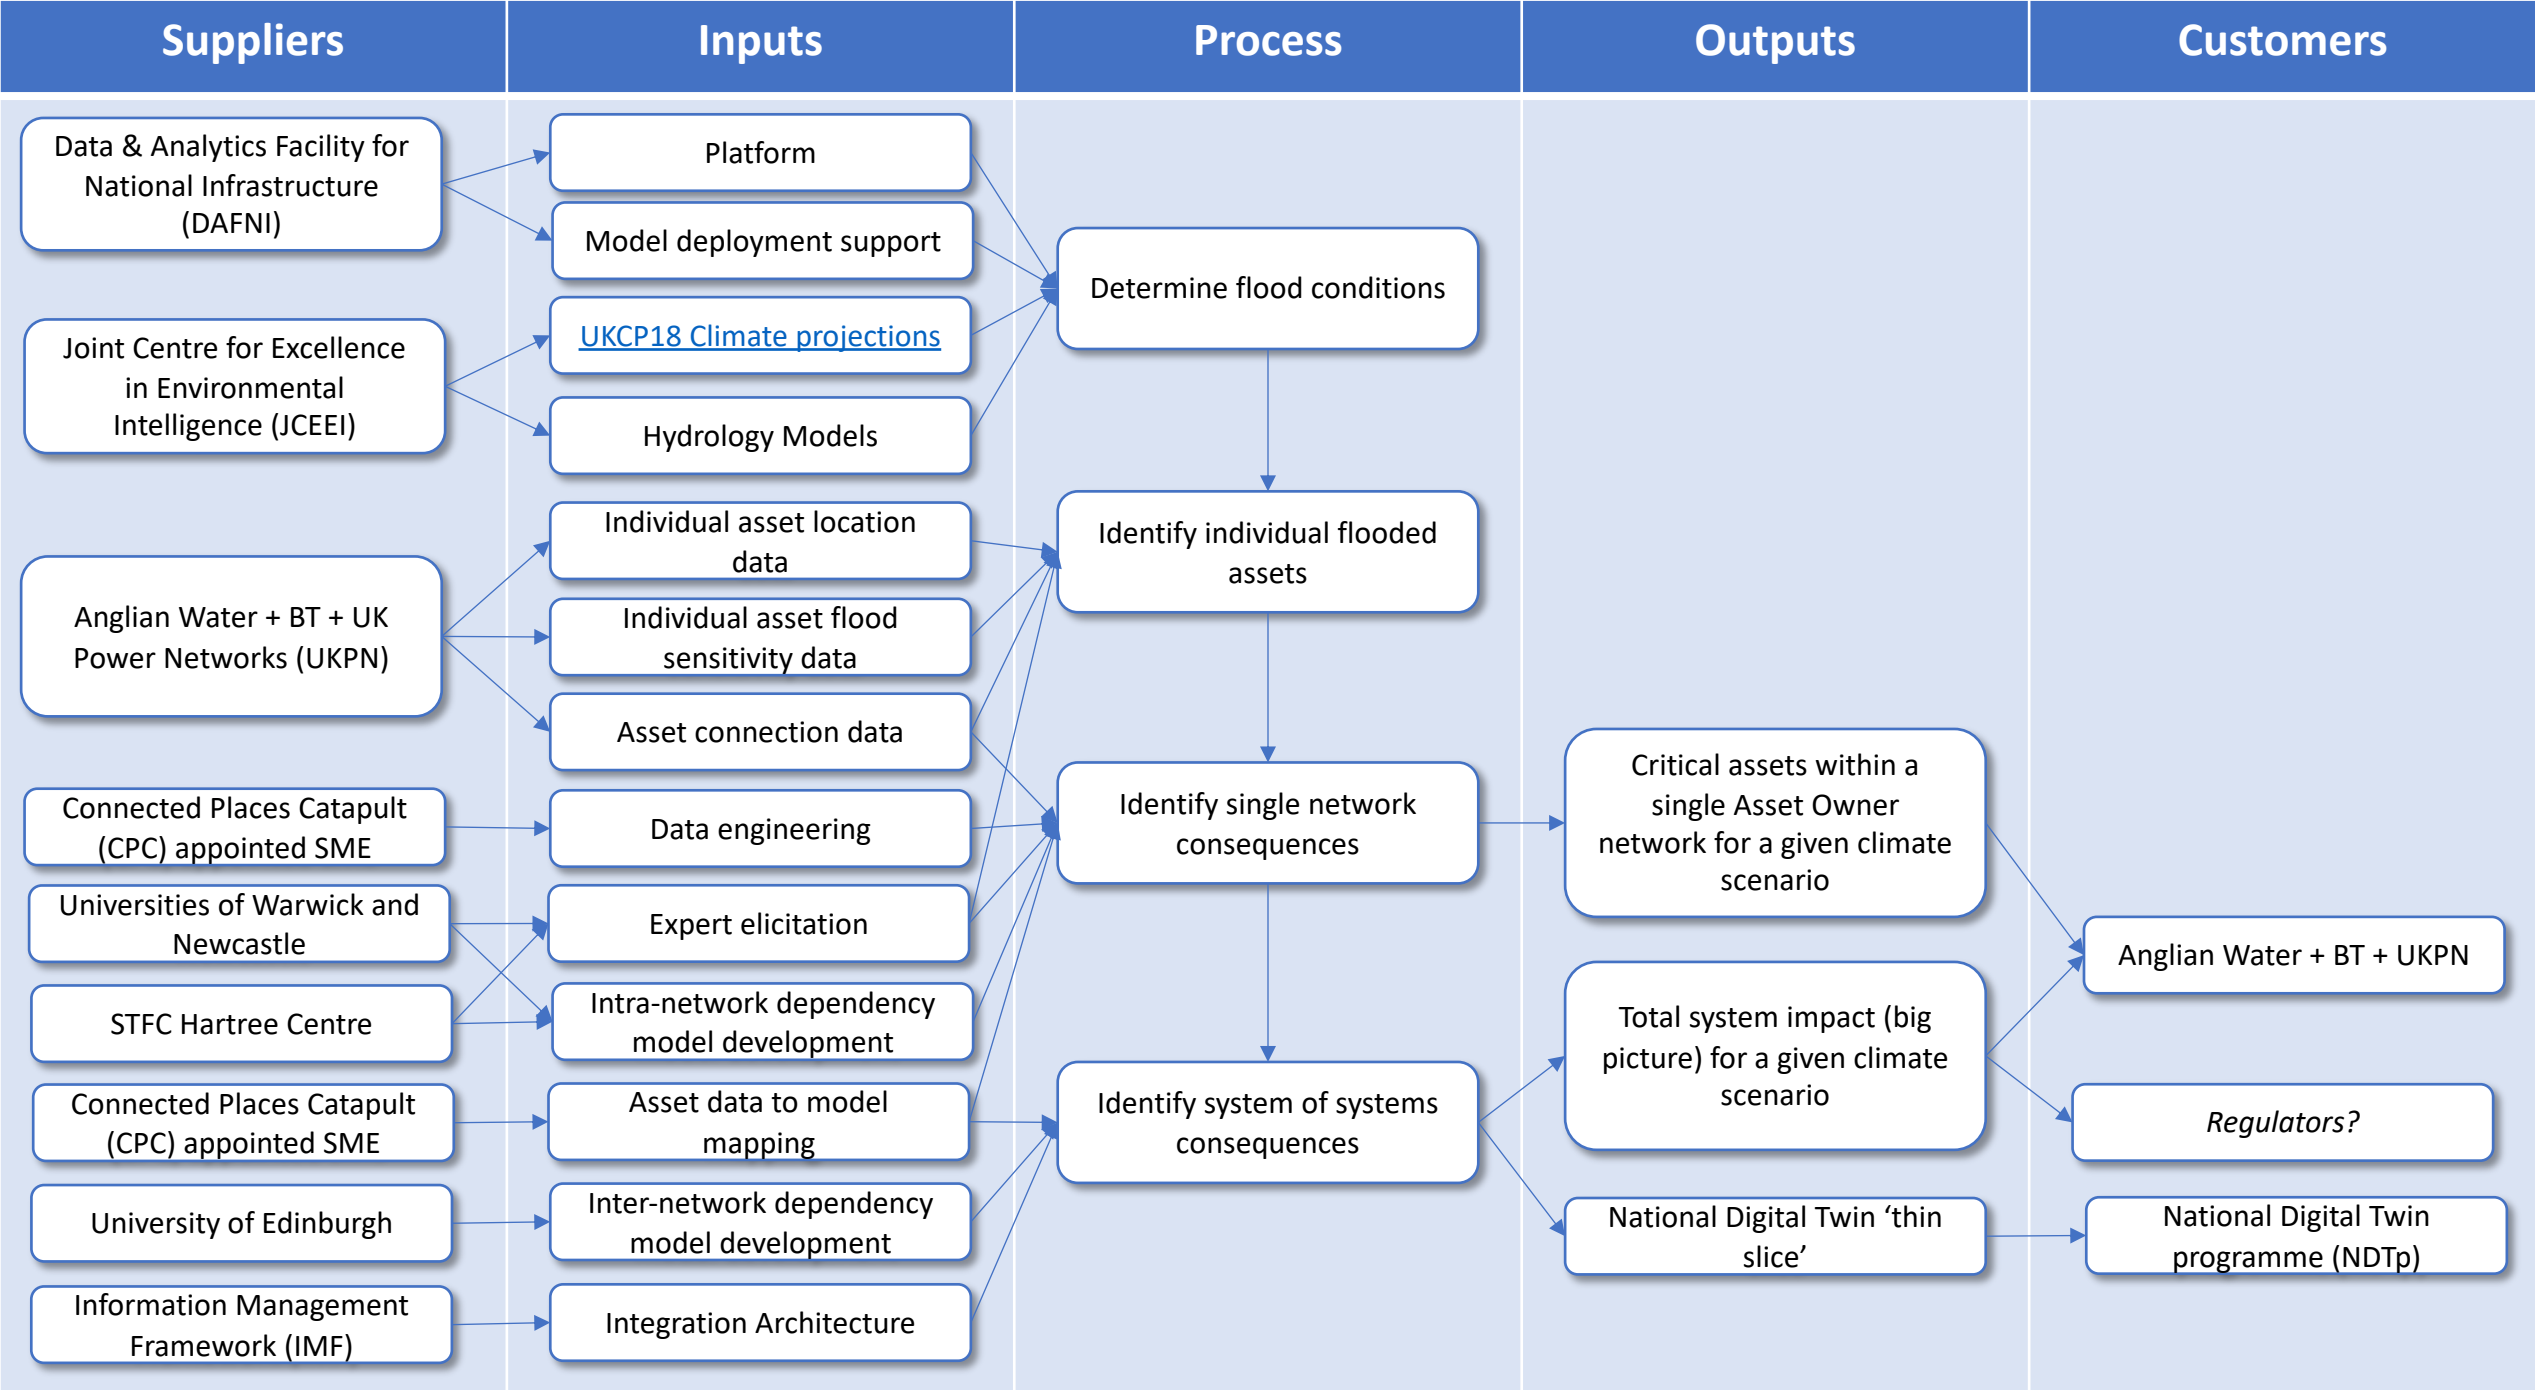 Suppliers
Inputs
Process
Outputs
Customers
Data & Analytics Facility for
National Infrastructure
(DAFNI)
Joint Centre for Excellence
in Environmental
Intelligence (JCEEI)
Anglian Water + BT + UK
Power Networks (UKPN)
Connected Places Catapult
(CPC) appointed SME
Universities of Warwick and
Newcastle
STFC Hartree Centre
Connected Places Catapult
(CPC) appointed SME
University of Edinburgh
Information Management
Framework (IMF)
Platform
Model deployment support
UKCP18 Climate projections
Hydrology Models
Individual asset location
data
Individual asset flood
sensitivity data
Asset connection data
Data engineering
Expert elicitation
Intra-network dependency
model development
Asset data to model
mapping
Inter-network dependency
model development
Integration Architecture
Determine flood conditions
Identify individual flooded
assets
Identify single network
consequences
Identify system of systems
consequences
Critical assets within a
single Asset Owner
network for a given climate
scenario
Total system impact (big
picture) for a given climate
scenario
National Digital Twin ‘thin
slice’
Anglian Water + BT + UKPN
Regulators?
National Digital Twin
programme (NDTp)